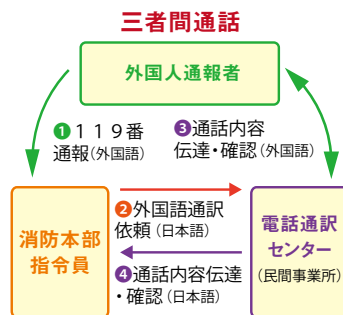 三者間通話
外国人通報者
❶１１９番
通報(外国語)
❸通話内容
伝達・確認(外国語)
❷外国語通訳
依頼(日本語)
消防本部
指令員
電話通訳
センター
(民間事業所)
❹通話内容伝達
・確認(日本語)